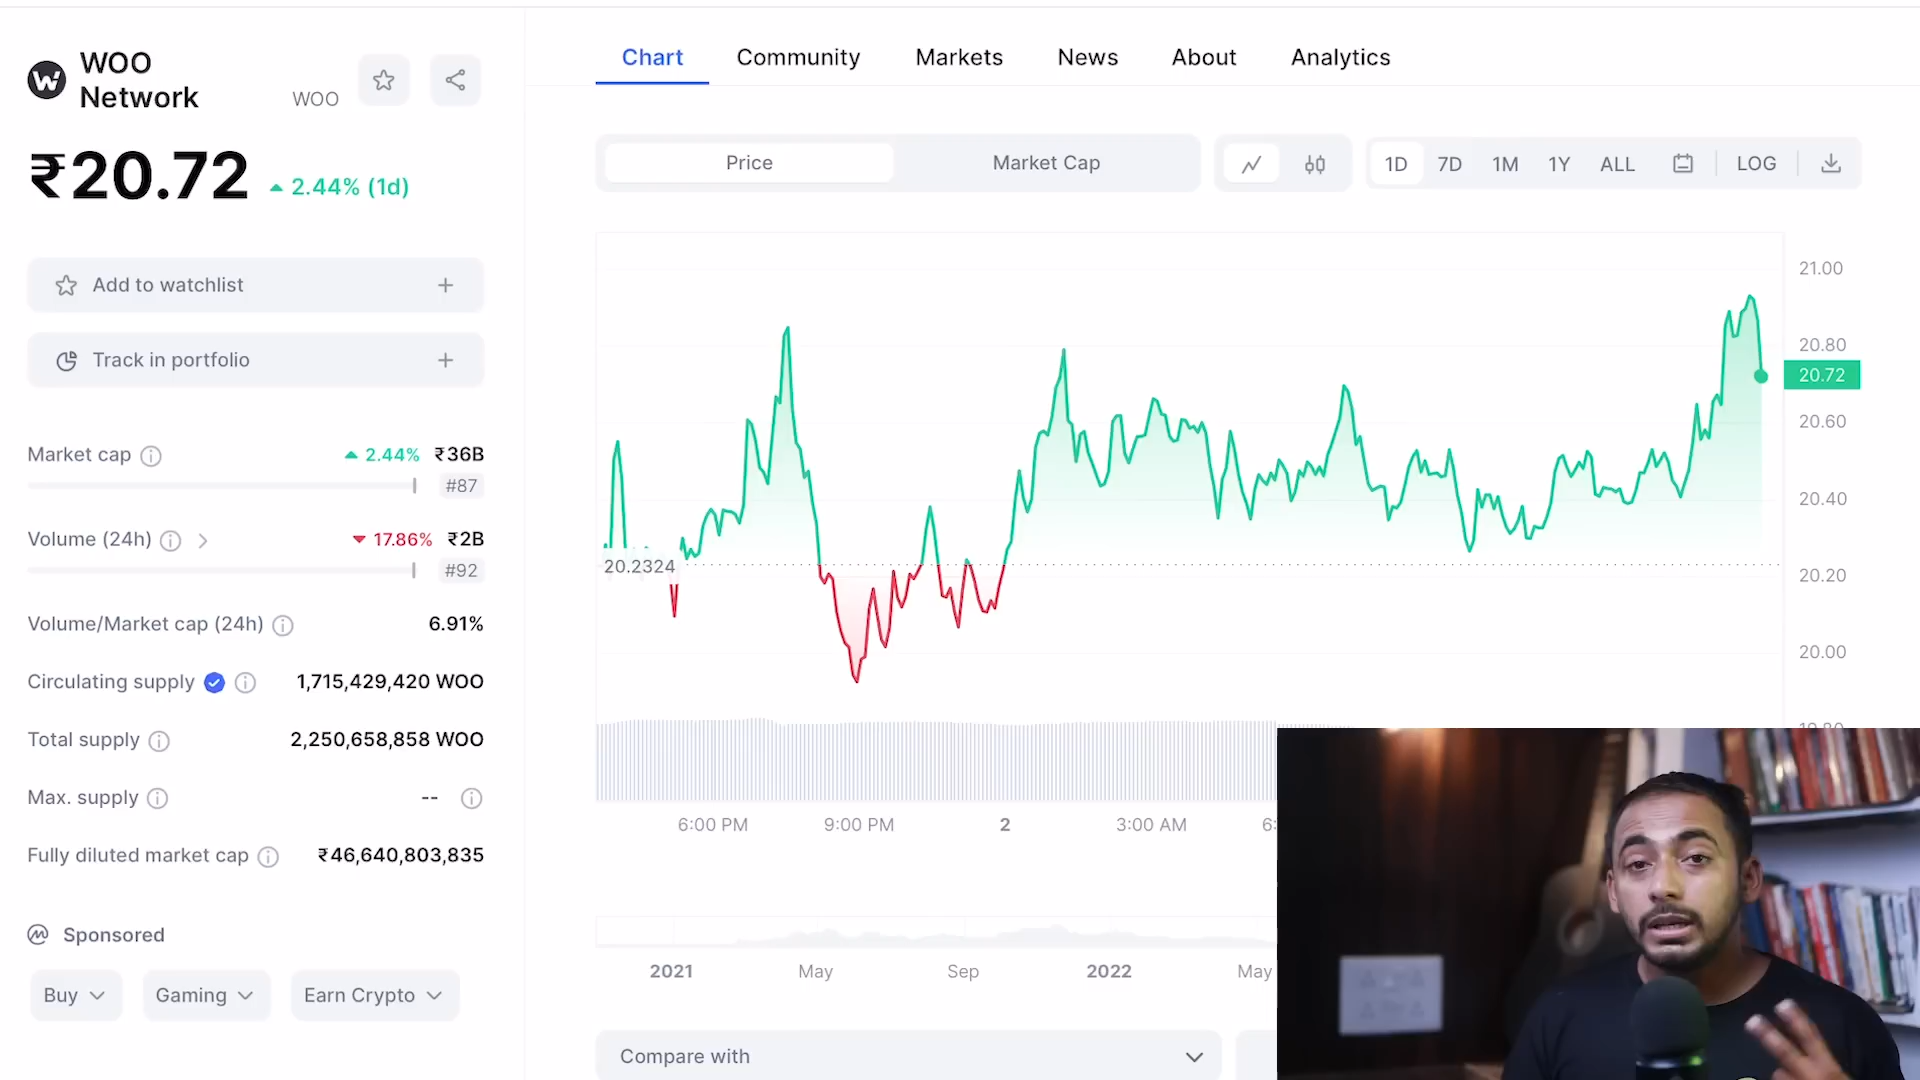 WOO
Network
WOO
₹20.72
2.44% (1d)
Add to watchlist
+
Track in portfolio
+
Market cap
2.44% ₹36B
#87
Volume (24h)
17.86% ₹2B
#92
Volume/Market cap (24h)
6.91%
Circulating supply
1,715,429,420 WOO
Total supply
2,250,658,858 WOO
Max. supply
--
Fully diluted market cap
₹46,640,803,835
Sponsored
Buy
Gaming
Earn Crypto
Chart Community Markets News About Analytics
Price Market Cap
1D 7D 1M 1Y ALL LOG
21.00
20.80
20.72
20.60
20.40
20.2324
20.20
20.00
6:00 PM 9:00 PM 2 3:00 AM
2021 May Sep 2022 May
Compare with